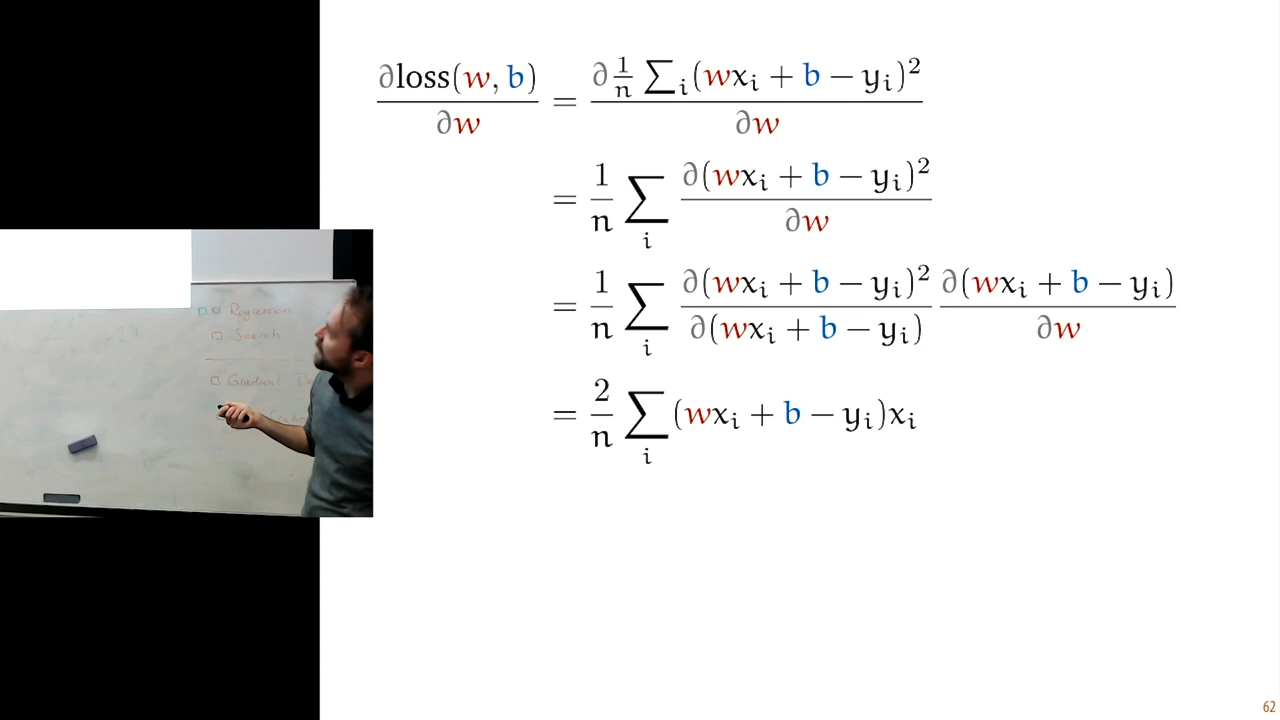 ∂loss(w, b) / ∂w = ∂ 1/n ∑ᵢ(wxᵢ + b − yᵢ)² / ∂w
= 1/n ∑ᵢ ∂(wxᵢ + b − yᵢ)² / ∂w
= 1/n ∑ᵢ ∂(wxᵢ + b − yᵢ)² / ∂(wxᵢ + b − yᵢ) ∂(wxᵢ + b − yᵢ) / ∂w
= 2/n ∑ᵢ (wxᵢ + b − yᵢ)xᵢ
Regression
Search
Gradient
62